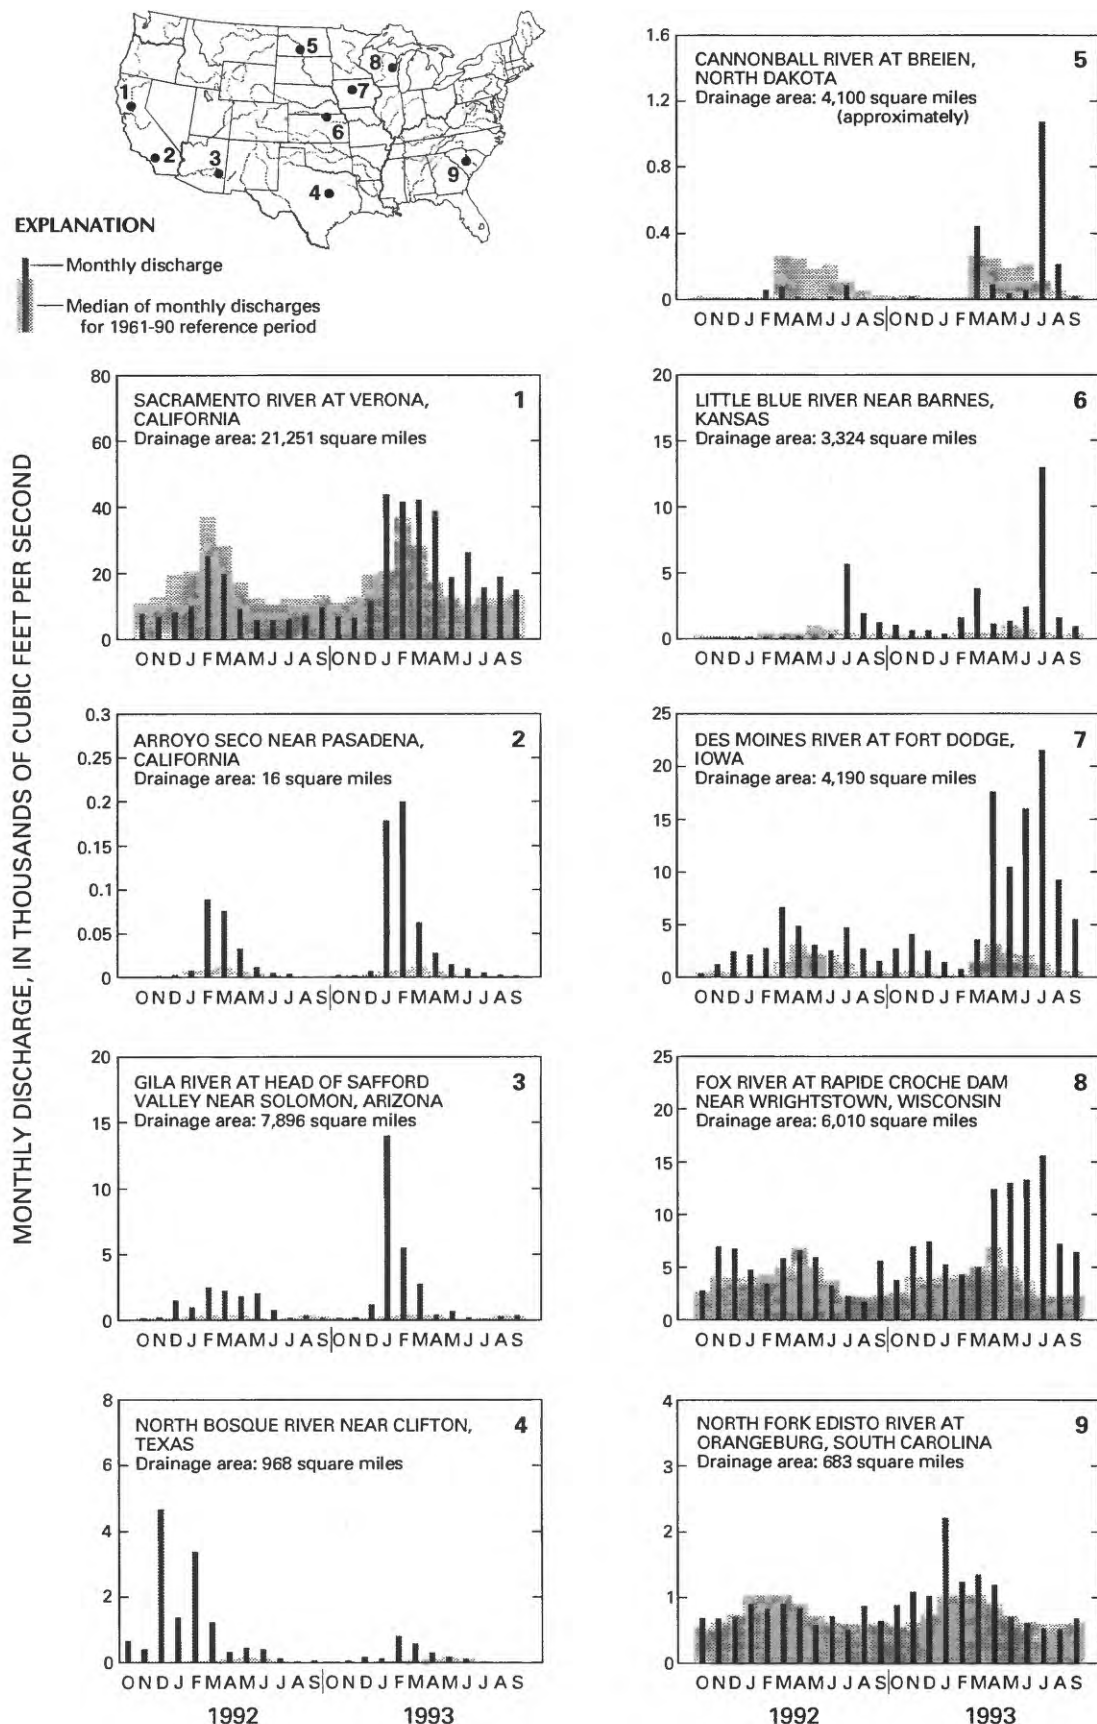 1
2
3
4
5
6
7
8
9
EXPLANATION
Monthly discharge
Median of monthly discharges
for 1961-90 reference period
MONTHLY DISCHARGE, IN THOUSANDS OF CUBIC FEET PER SECOND
SACRAMENTO RIVER AT VERONA, 1
CALIFORNIA
Drainage area: 21,251 square miles
80
60
40
20
0
O N D J F M A M J J A S O N D J F M A M J J A S
ARROYO SECO NEAR PASADENA, 2
CALIFORNIA
Drainage area: 16 square miles
0.3
0.25
0.2
0.15
0.1
0.05
0
O N D J F M A M J J A S O N D J F M A M J J A S
GILA RIVER AT HEAD OF SAFFORD 3
VALLEY NEAR SOLOMON, ARIZONA
Drainage area: 7,896 square miles
20
15
10
5
0
O N D J F M A M J J A S O N D J F M A M J J A S
NORTH BOSQUE RIVER NEAR CLIFTON, 4
TEXAS
Drainage area: 968 square miles
8
6
4
2
0
O N D J F M A M J J A S O N D J F M A M J J A S
1992 1993
CANNONBALL RIVER AT BREIEN, 5
NORTH DAKOTA
Drainage area: 4,100 square miles
(approximately)
1.6
1.2
0.8
0.4
0
O N D J F M A M J J A S O N D J F M A M J J A S
LITTLE BLUE RIVER NEAR BARNES, 6
KANSAS
Drainage area: 3,324 square miles
20
15
10
5
0
O N D J F M A M J J A S O N D J F M A M J J A S
DES MOINES RIVER AT FORT DODGE, 7
IOWA
Drainage area: 4,190 square miles
25
20
15
10
5
0
O N D J F M A M J J A S O N D J F M A M J J A S
FOX RIVER AT RAPIDE CROCHE DAM 8
NEAR WRIGHTSTOWN, WISCONSIN
Drainage area: 6,010 square miles
25
20
15
10
5
0
O N D J F M A M J J A S O N D J F M A M J J A S
NORTH FORK EDISTO RIVER AT 9
ORANGEBURG, SOUTH CAROLINA
Drainage area: 683 square miles
4
3
2
1
0
O N D J F M A M J J A S O N D J F M A M J J A S
1992 1993